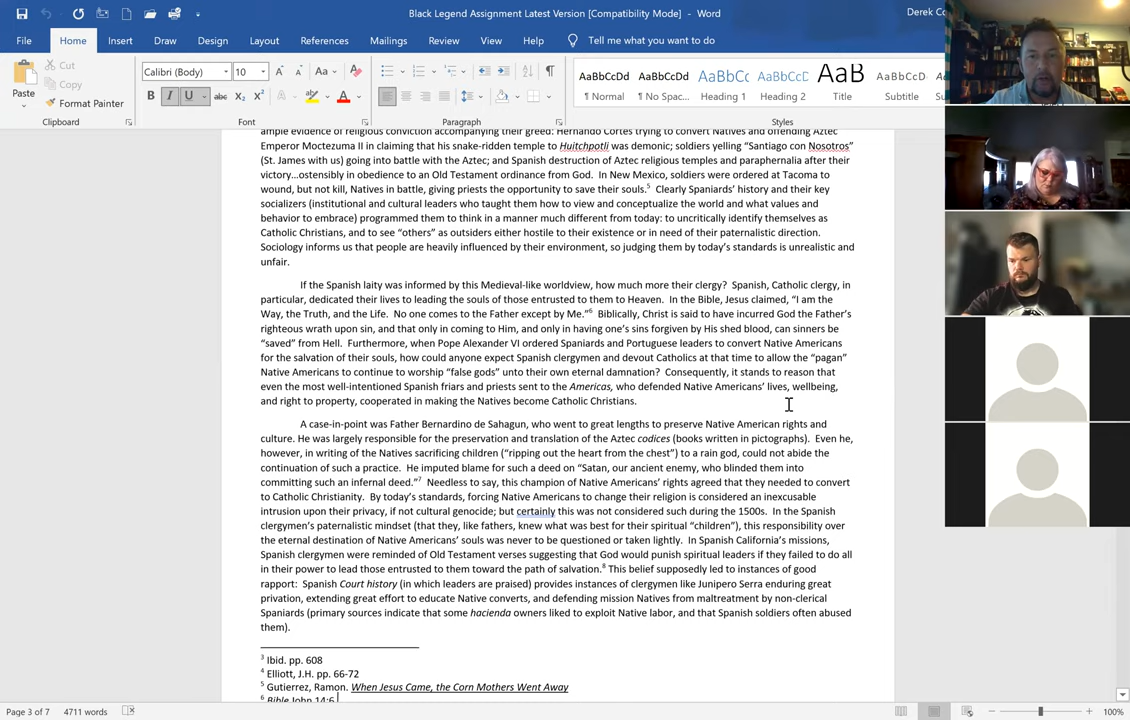 Black Legend Assignment Latest Version [Compatibility Mode] - Word
Derek Co
File Home Insert Draw Design Layout References Mailings Review View Help Tell me what you want to do
Paste
Cut
Copy
Format Painter
Clipboard
Calibri (Body) 10
Font
Paragraph
AaBbCcDd AaBbCcDd AaBbCc AaBbCcD AaB AaBbCcD
¶ Normal ¶ No Spac... Heading 1 Heading 2 Title Subtitle
Styles
ample evidence of religious conviction accompanying their greed: Hernando Cortes trying to convert Natives and offending Aztec
Emperor Moctezuma II in claiming that his snake-ridden temple to Huitchpotli was demonic; soldiers yelling “Santiago con Nosotros”
(St. James with us) going into battle with the Aztec; and Spanish destruction of Aztec religious temples and paraphernalia after their
victory…ostensibly in obedience to an Old Testament ordinance from God. In New Mexico, soldiers were ordered at Tacoma to
wound, but not kill, Natives in battle, giving priests the opportunity to save their souls.5 Clearly Spaniards’ history and their key
socializers (institutional and cultural leaders who taught them how to view and conceptualize the world and what values and
behavior to embrace) programmed them to think in a manner much different from today: to uncritically identify themselves as
Catholic Christians, and to see “others” as outsiders either hostile to their existence or in need of their paternalistic direction.
Sociology informs us that people are heavily influenced by their environment, so judging them by today’s standards is unrealistic and
unfair.
If the Spanish laity was informed by this Medieval-like worldview, how much more their clergy? Spanish, Catholic clergy, in
particular, dedicated their lives to leading the souls of those entrusted to them to Heaven. In the Bible, Jesus claimed, “I am the
Way, the Truth, and the Life. No one comes to the Father except by Me.”6 Biblically, Christ is said to have incurred God the Father’s
righteous wrath upon sin, and that only in coming to Him, and only in having one’s sins forgiven by His shed blood, can sinners be
“saved” from Hell. Furthermore, when Pope Alexander VI ordered Spaniards and Portuguese leaders to convert Native Americans
for the salvation of their souls, how could anyone expect Spanish clergymen and devout Catholics at that time to allow the “pagan”
Native Americans to continue to worship “false gods” unto their own eternal damnation? Consequently, it stands to reason that
even the most well-intentioned Spanish friars and priests sent to the Americas, who defended Native Americans’ lives, wellbeing,
and right to property, cooperated in making the Natives become Catholic Christians.
A case-in-point was Father Bernardino de Sahagun, who went to great lengths to preserve Native American rights and
culture. He was largely responsible for the preservation and translation of the Aztec codices (books written in pictographs). Even he,
however, in writing of the Natives sacrificing children (“ripping out the heart from the chest”) to a rain god, could not abide the
continuation of such a practice. He imputed blame for such a deed on “Satan, our ancient enemy, who blinded them into
committing such an infernal deed.”7 Needless to say, this champion of Native Americans’ rights agreed that they needed to convert
to Catholic Christianity. By today’s standards, forcing Native Americans to change their religion is considered an inexcusable
intrusion upon their privacy, if not cultural genocide; but certainly this was not considered such during the 1500s. In the Spanish
clergymen’s paternalistic mindset (that they, like fathers, knew what was best for their spiritual “children”), this responsibility over
the eternal destination of Native Americans’ souls was never to be questioned or taken lightly. In Spanish California’s missions,
Spanish clergymen were reminded of Old Testament verses suggesting that God would punish spiritual leaders if they failed to do all
in their power to lead those entrusted to them toward the path of salvation.8 This belief supposedly led to instances of good
rapport: Spanish Court history (in which leaders are praised) provides instances of clergymen like Junipero Serra enduring great
privation, extending great effort to educate Native converts, and defending mission Natives from maltreatment by non-clerical
Spaniards (primary sources indicate that some hacienda owners liked to exploit Native labor, and that Spanish soldiers often abused
them).
3 Ibid. pp. 608
4 Elliott, J.H. pp. 66-72
5 Gutierrez, Ramon. When Jesus Came, the Corn Mothers Went Away
6 Bible John 14:6
Page 3 of 7 4711 words
100%